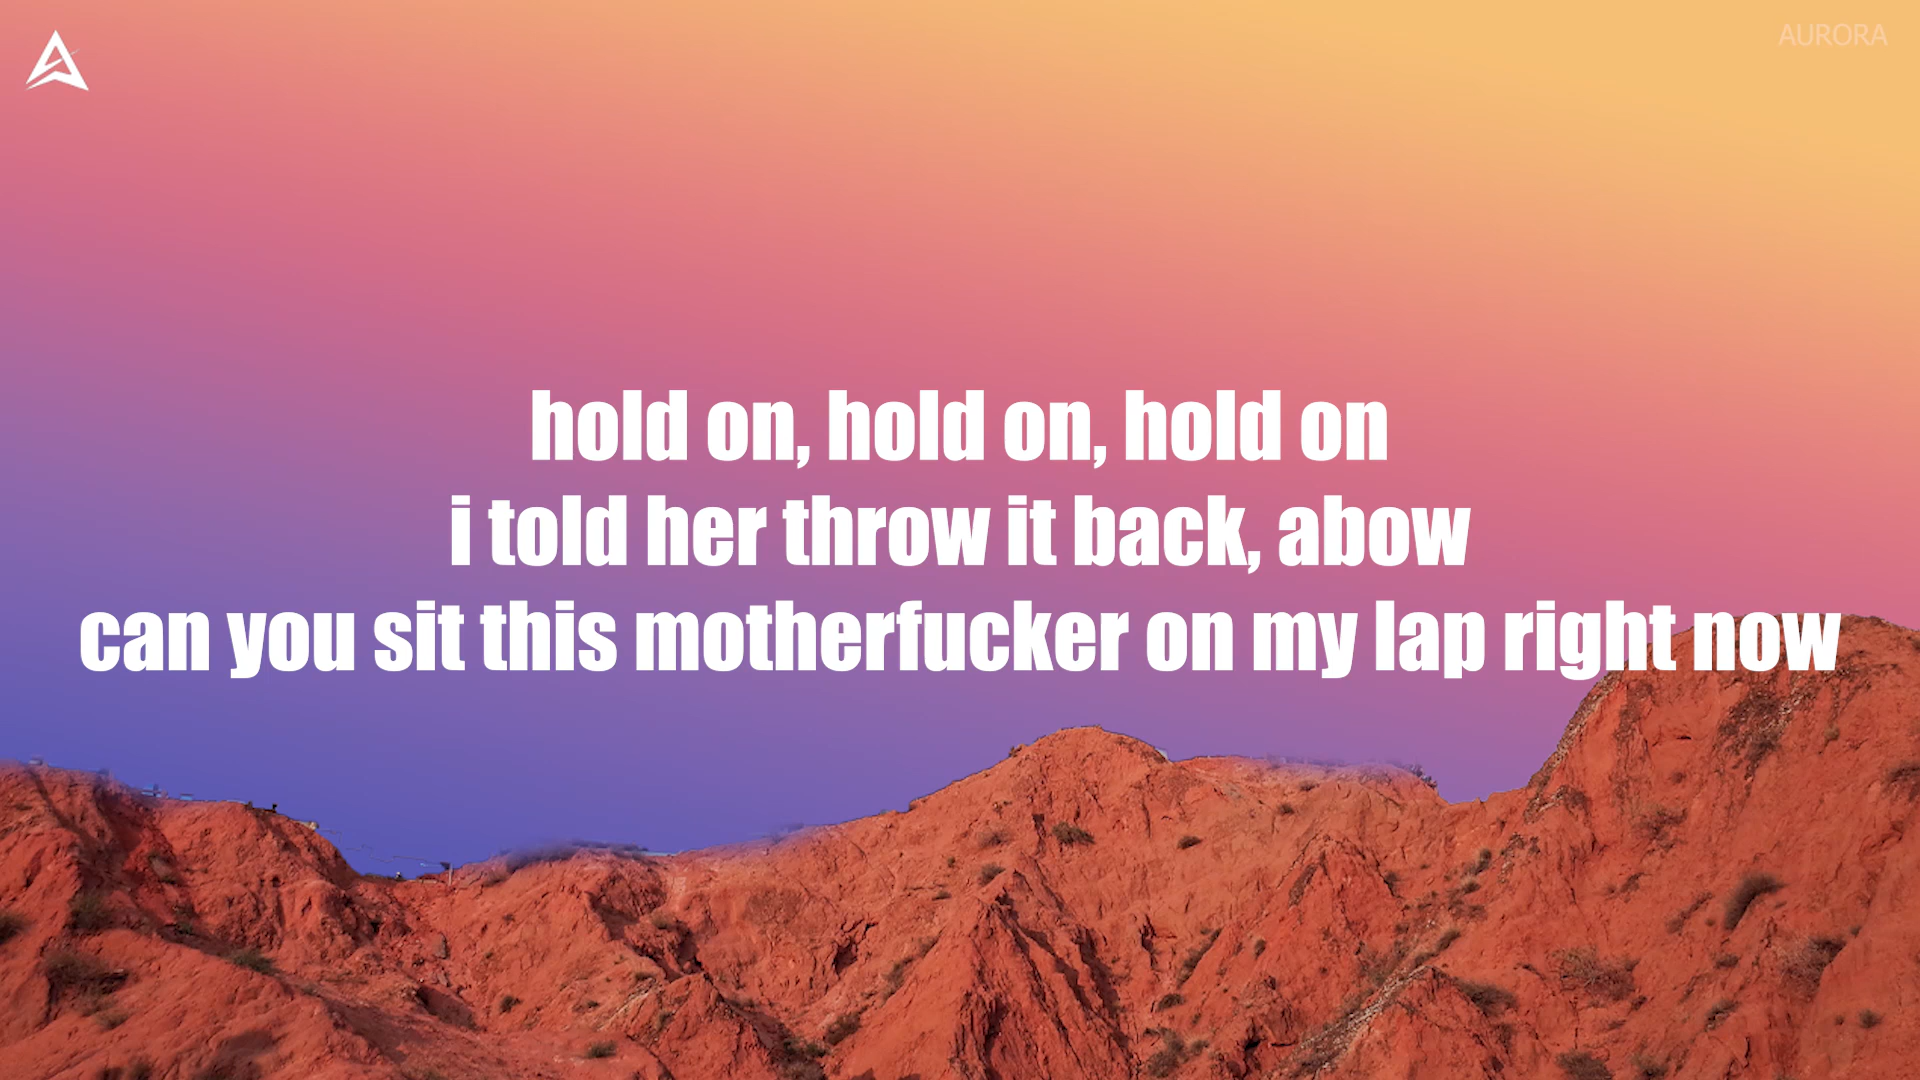 AURORA
hold on, hold on, hold on
i told her throw it back, abow
can you sit this motherfucker on my lap right now